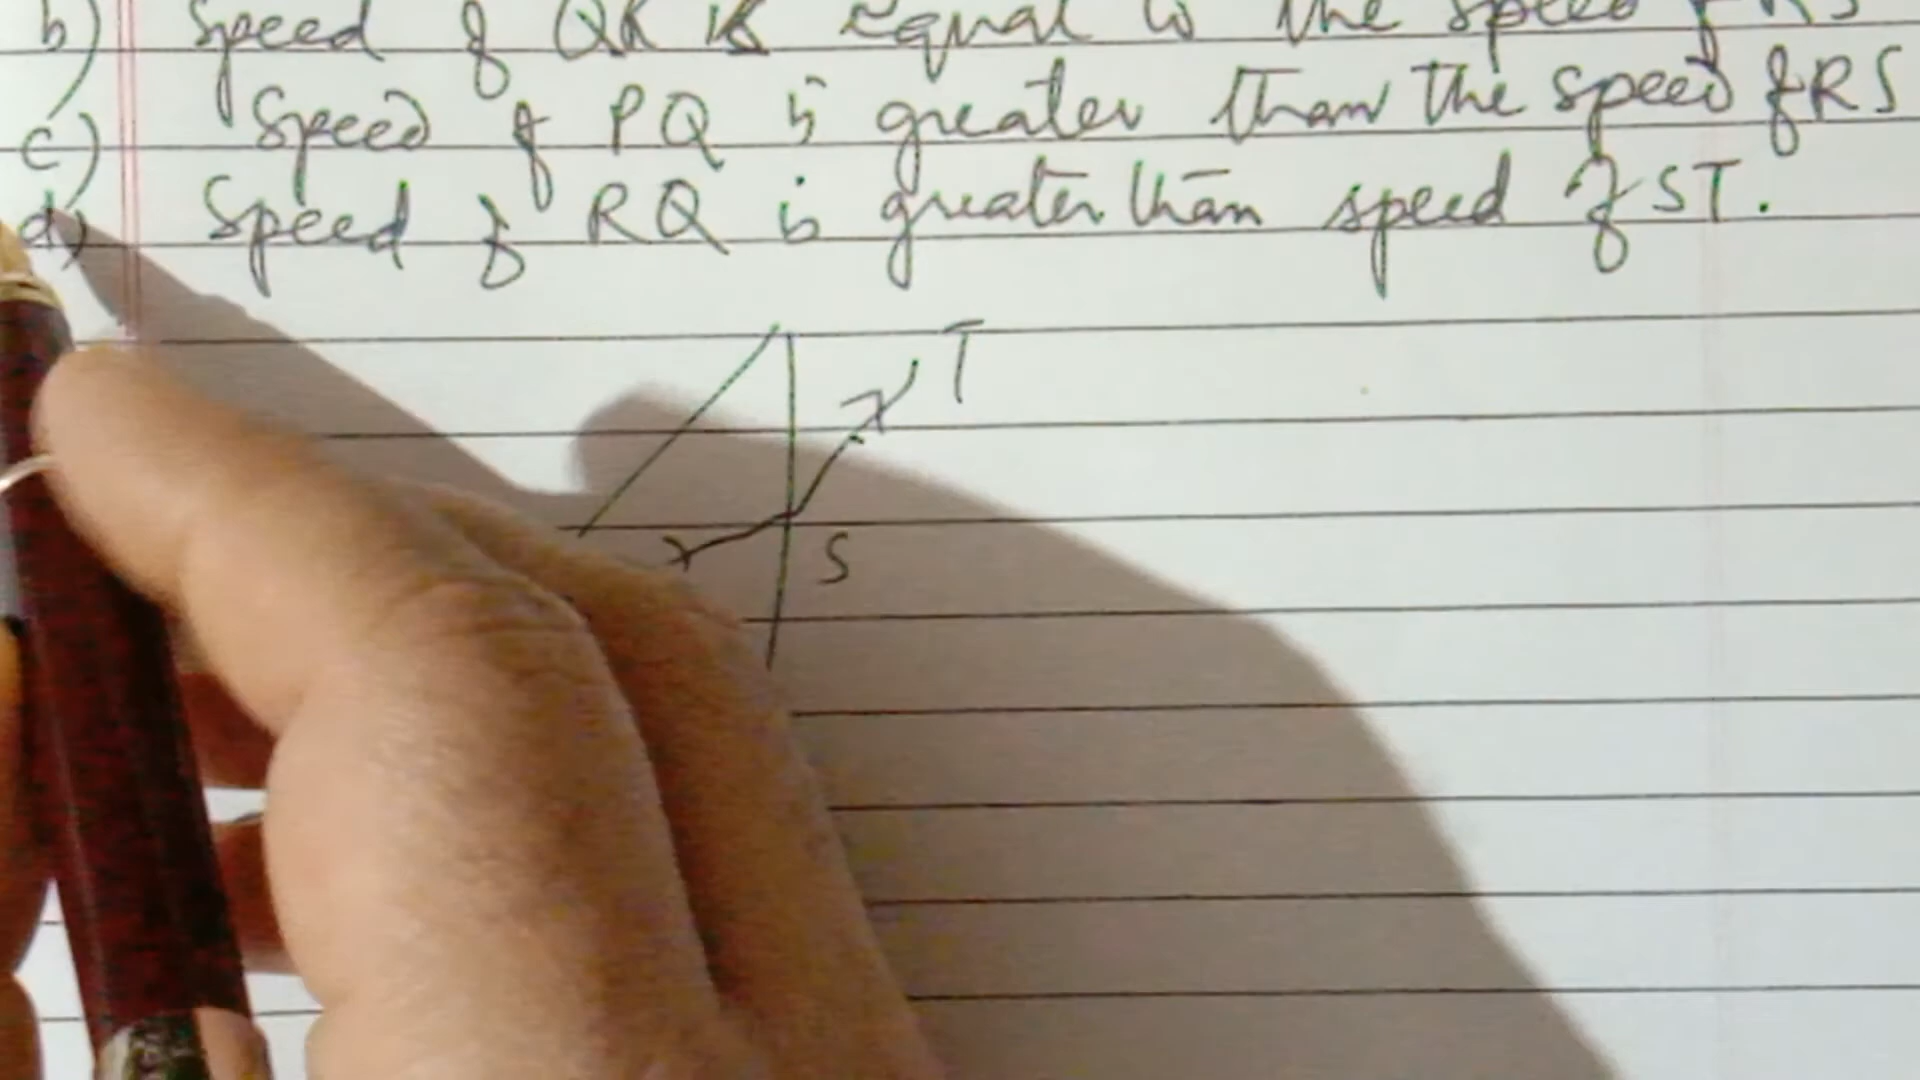 b) Speed of QR is equal to the speed of RS
c) Speed of PQ is greater than the speed of RS
d) Speed of RQ is greater than speed of ST.
T
S